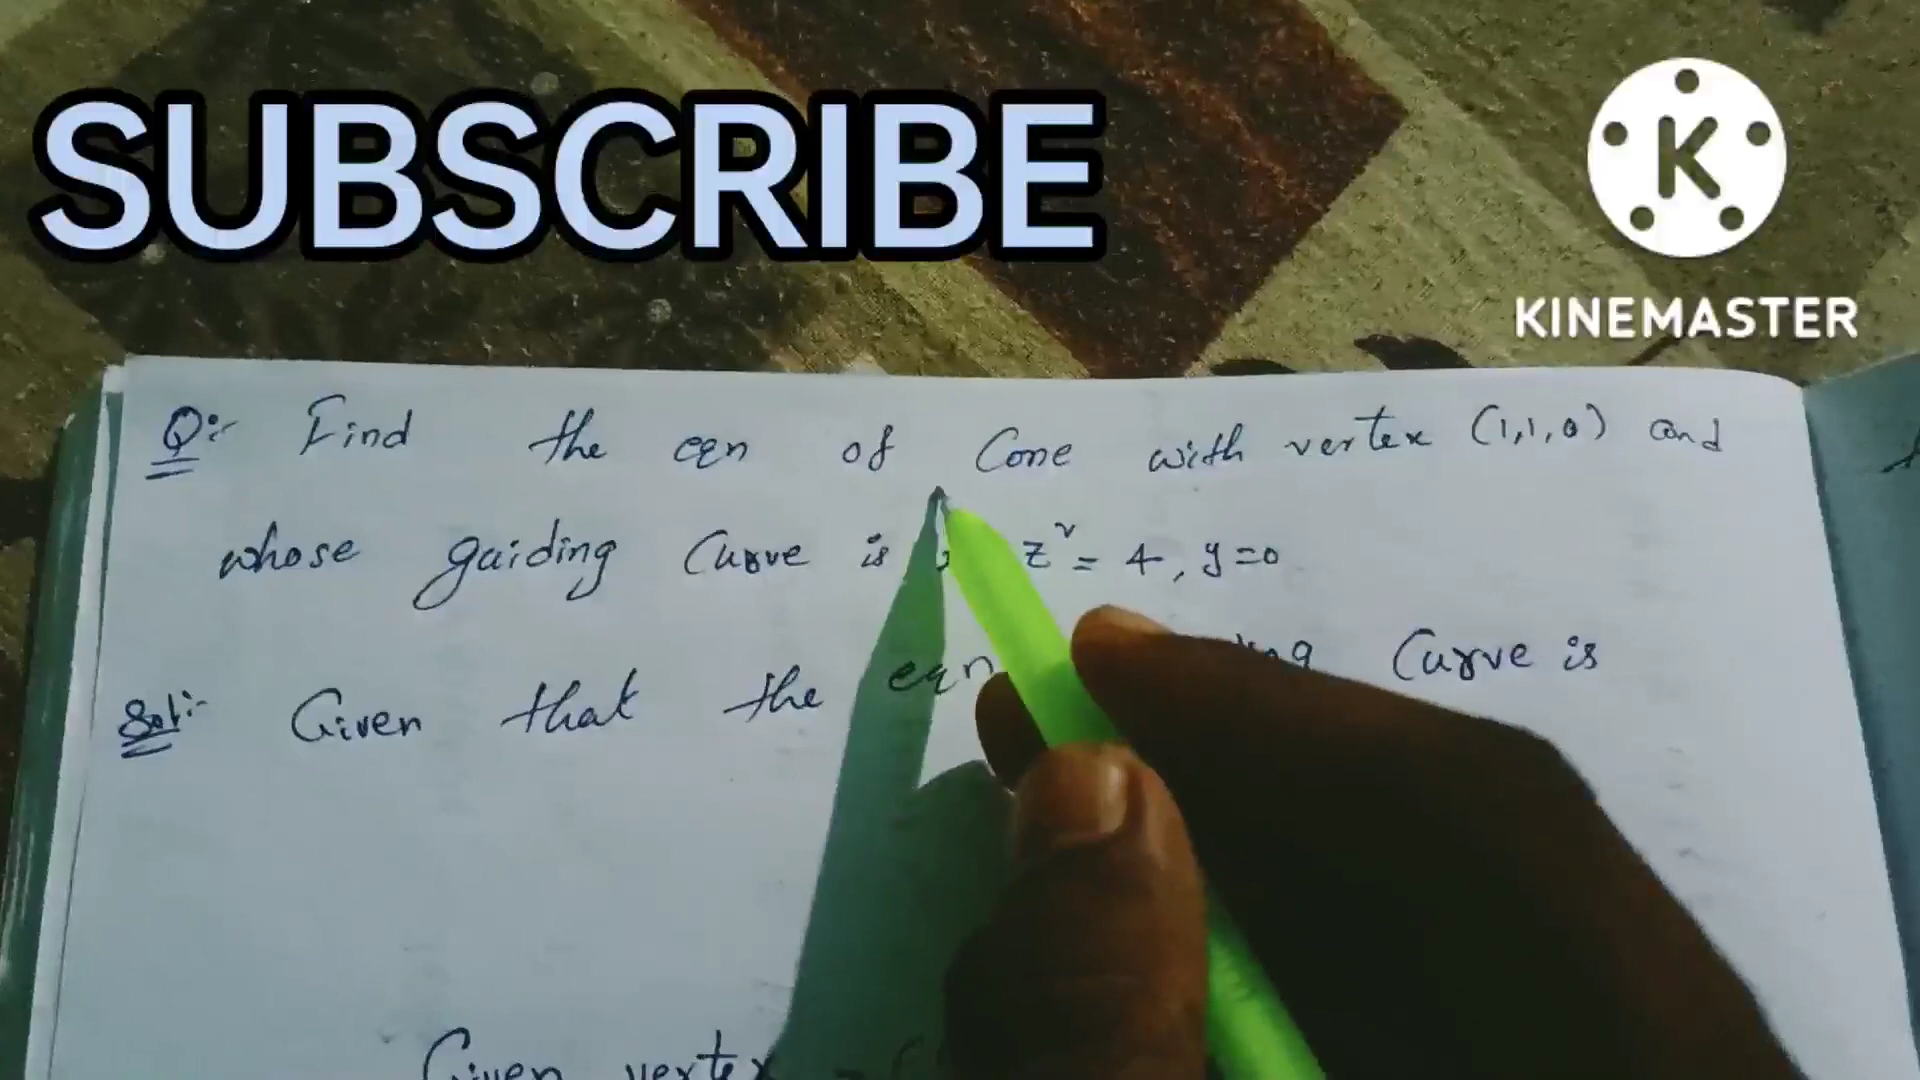 SUBSCRIBE
K
KINEMASTER
Q:- Find the eqn of Cone with vertex (1,1,0) and
whose guiding Curve is z² = 4, y=0
Sol:- Given that the eqn Curve is
Given vertex